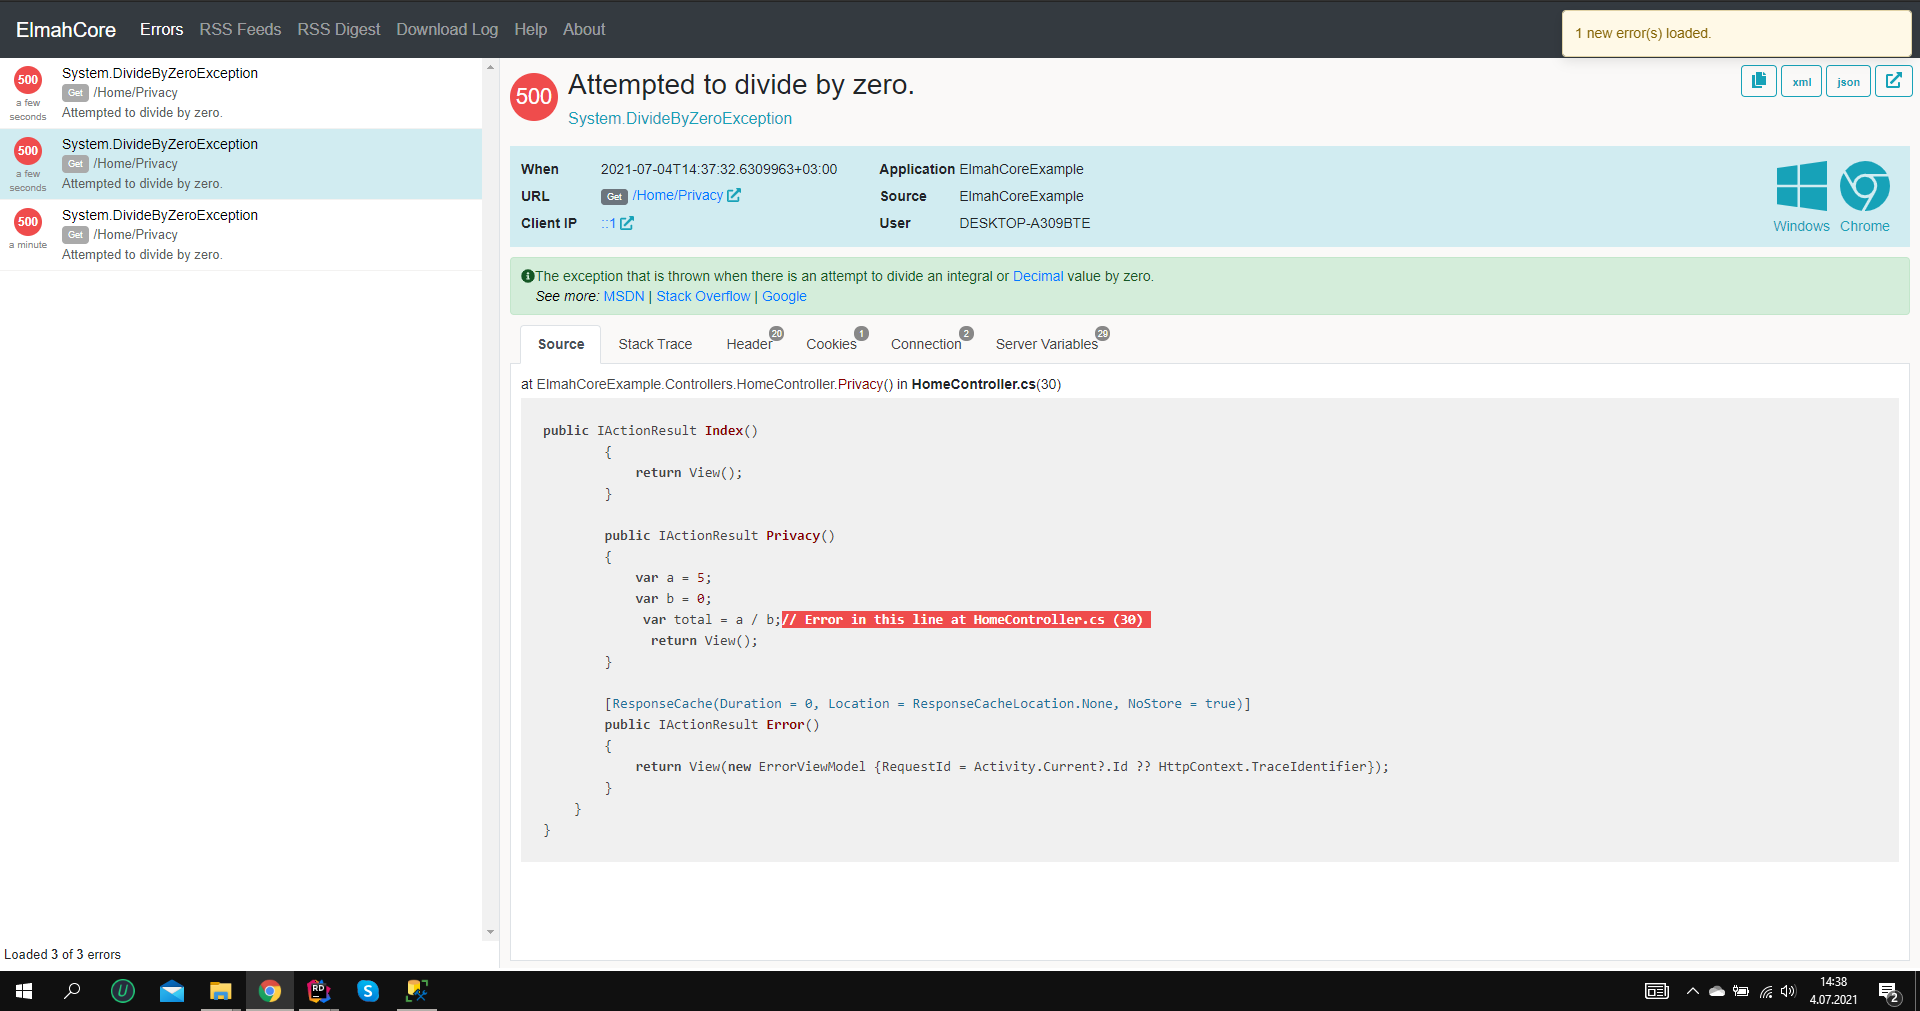 ElmahCore Errors RSS Feeds RSS Digest Download Log Help About
1 new error(s) loaded.
500 System.DivideByZeroException
Get /Home/Privacy
a few seconds Attempted to divide by zero.
500 System.DivideByZeroException
Get /Home/Privacy
a few seconds Attempted to divide by zero.
500 System.DivideByZeroException
Get /Home/Privacy
a minute Attempted to divide by zero.
Loaded 3 of 3 errors
500 Attempted to divide by zero.
System.DivideByZeroException
xml json
When 2021-07-04T14:37:32.6309963+03:00 Application ElmahCoreExample
URL Get /Home/Privacy Source ElmahCoreExample
Client IP ::1 User DESKTOP-A309BTE
Windows Chrome
The exception that is thrown when there is an attempt to divide an integral or Decimal value by zero.
See more: MSDN | Stack Overflow | Google
Source Stack Trace Header 20 Cookies 1 Connection 2 Server Variables 29
at ElmahCoreExample.Controllers.HomeController.Privacy() in HomeController.cs(30)
public IActionResult Index()
{
return View();
}
public IActionResult Privacy()
{
var a = 5;
var b = 0;
var total = a / b;// Error in this line at HomeController.cs (30)
return View();
}
[ResponseCache(Duration = 0, Location = ResponseCacheLocation.None, NoStore = true)]
public IActionResult Error()
{
return View(new ErrorViewModel {RequestId = Activity.Current?.Id ?? HttpContext.TraceIdentifier});
}
}
}
U RD S
14:38
4.07.2021
2